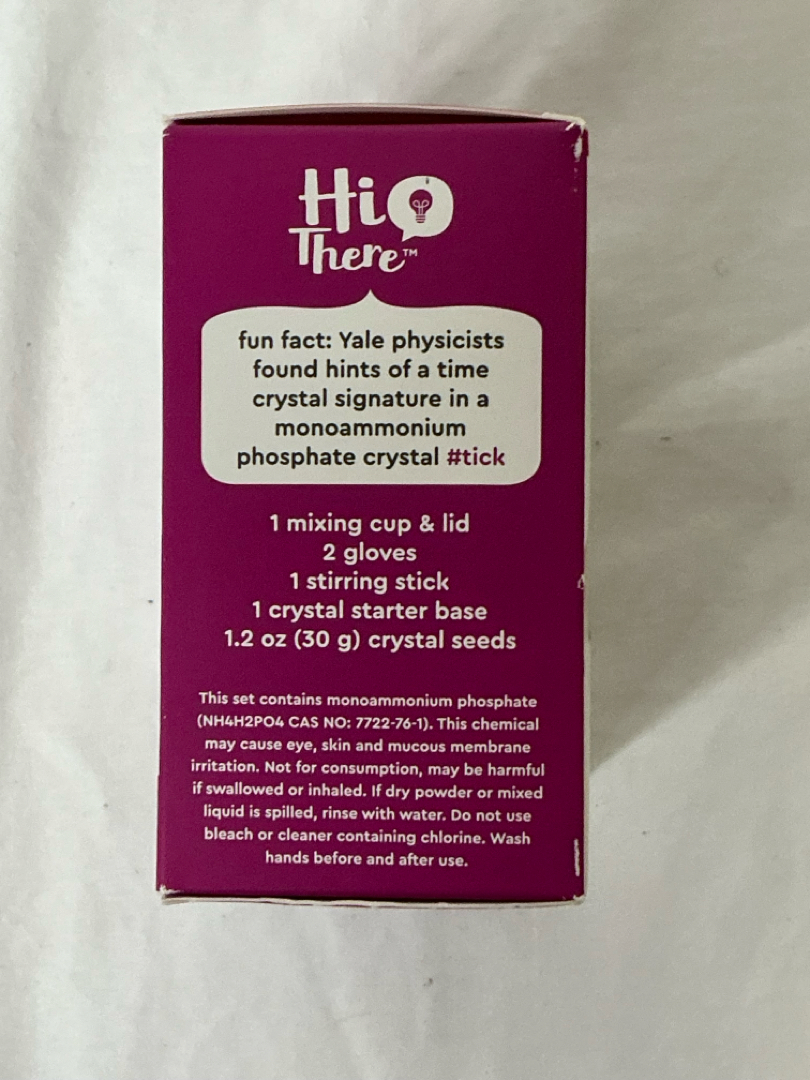 Hi
There™
fun fact: Yale physicists
found hints of a time
crystal signature in a
monoammonium
phosphate crystal #tick
1 mixing cup & lid
2 gloves
1 stirring stick
1 crystal starter base
1.2 oz (30 g) crystal seeds
This set contains monoammonium phosphate
(NH4H2PO4 CAS NO: 7722-76-1). This chemical
may cause eye, skin and mucous membrane
irritation. Not for consumption, may be harmful
if swallowed or inhaled. If dry powder or mixed
liquid is spilled, rinse with water. Do not use
bleach or cleaner containing chlorine. Wash
hands before and after use.